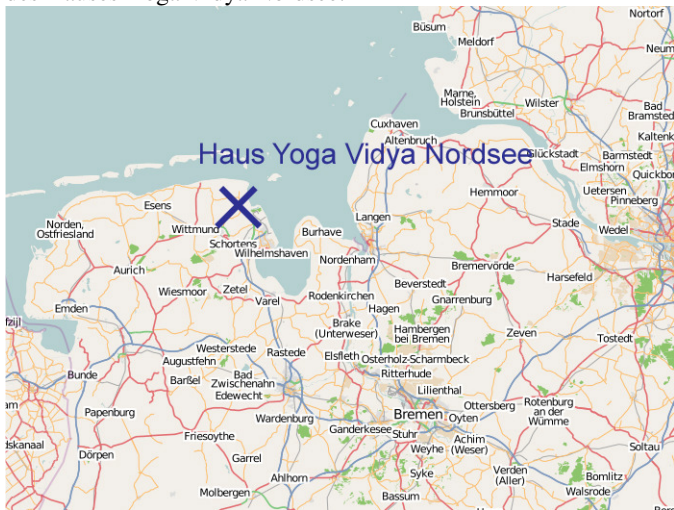 Nortorf
Büsum
Meldorf
Neum
Marne,
Holstein
Wilster
Brunsbüttel
Bad
Bramsted
Cuxhaven
Altenbruch
Kaltenk
Haus Yoga Vidya Nordsee
Glückstadt
Barmstedt
Elmshorn
Quickbor
Hemmoor
Uetersen
Pinneberg
Esens
Langen
Norden,
Ostfriesland
Wittmund
Burhave
Stade
Wedel
Schortens
Wilhelmshaven
Nordenham
Bremervörde
Aurich
Harsefeld
Wiesmoor
Zetel
Beverstedt
Varel
Rodenkirchen
Gnarrenburg
Emden
Hagen
fzijl
Brake
(Unterweser)
Hambergen
bei Bremen
Zeven
Tostedt
Westerstede
Rastede
Elsfleth
Osterholz-Scharmbeck
Augustfehn
Bunde
Bad
Zwischenahn
Ritterhude
Barßel
Edewecht
Lilienthal
am
Papenburg
Wardenburg
Bremen
Ottersberg
Rotenburg
an der
Wümme
Oyten
Ganderkesee
Stuhr
Friesoythe
Achim
(Weser)
dskanaal
Weyhe
Soltau
Dörpen
Garrel
Syke
Verden
(Aller)
Ahlhorn
Bomlitz
Molbergen
Bassum
Walsrode